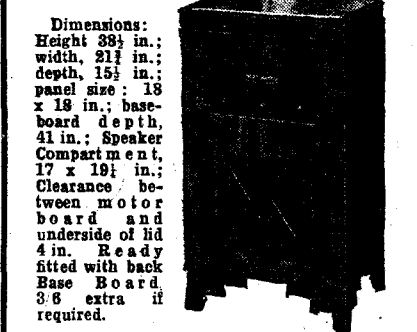 Dimensions:
Height 38½ in.;
width, 21¾ in.;
depth, 15½ in.;
panel size : 18
x 18 in.; base-
board depth,
41 in.; Speaker
Compartment,
17 x 19½ in.;
Clearance be-
tween motor
board and
underside of lid
4 in. Ready
fitted with back
Base Board
3/6 extra if
required.